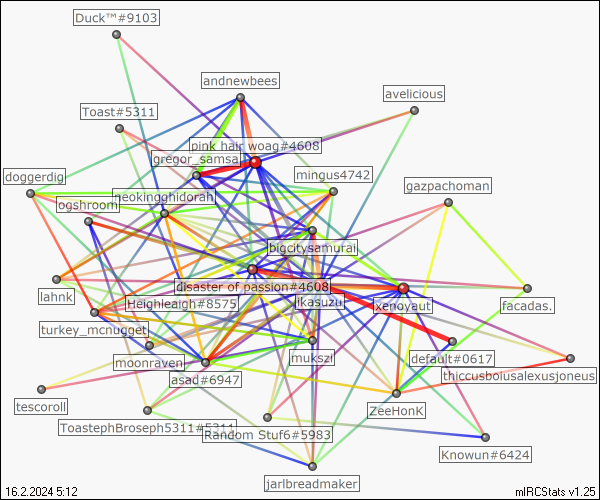 Duck™#9103
andnewbees
avelicious
Toast#5311
pink hair woag#4608
gregor_samsa
mingus4742
doggerdig
gazpachoman
neokingghidorah
ogshroom
bigcitysamurai
disaster of passion#4608
lahnk
Heighleaigh#8575
ikasuzu
xenoyaut
facadas.
turkey_mcnugget
moonraven
mukszi
default#0617
asad#6947
thiccusboiusalexusjoneus
tescoroll
ZeeHonK
ToastephBroseph5311#5311
Random Stuf6#5983
Knowun#6424
jarlbreadmaker
16.2.2024 5:12
mIRCStats v1.25